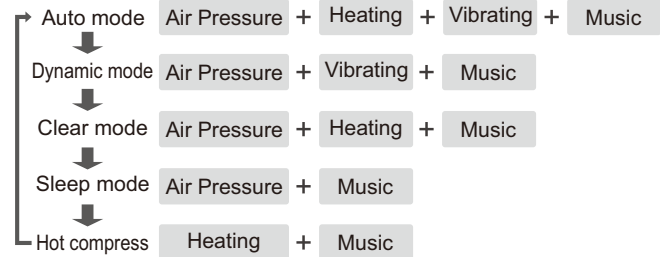 Auto mode Air Pressure + Heating + Vibrating + Music
Dynamic mode Air Pressure + Vibrating + Music
Clear mode Air Pressure + Heating + Music
Sleep mode Air Pressure + Music
Hot compress Heating + Music